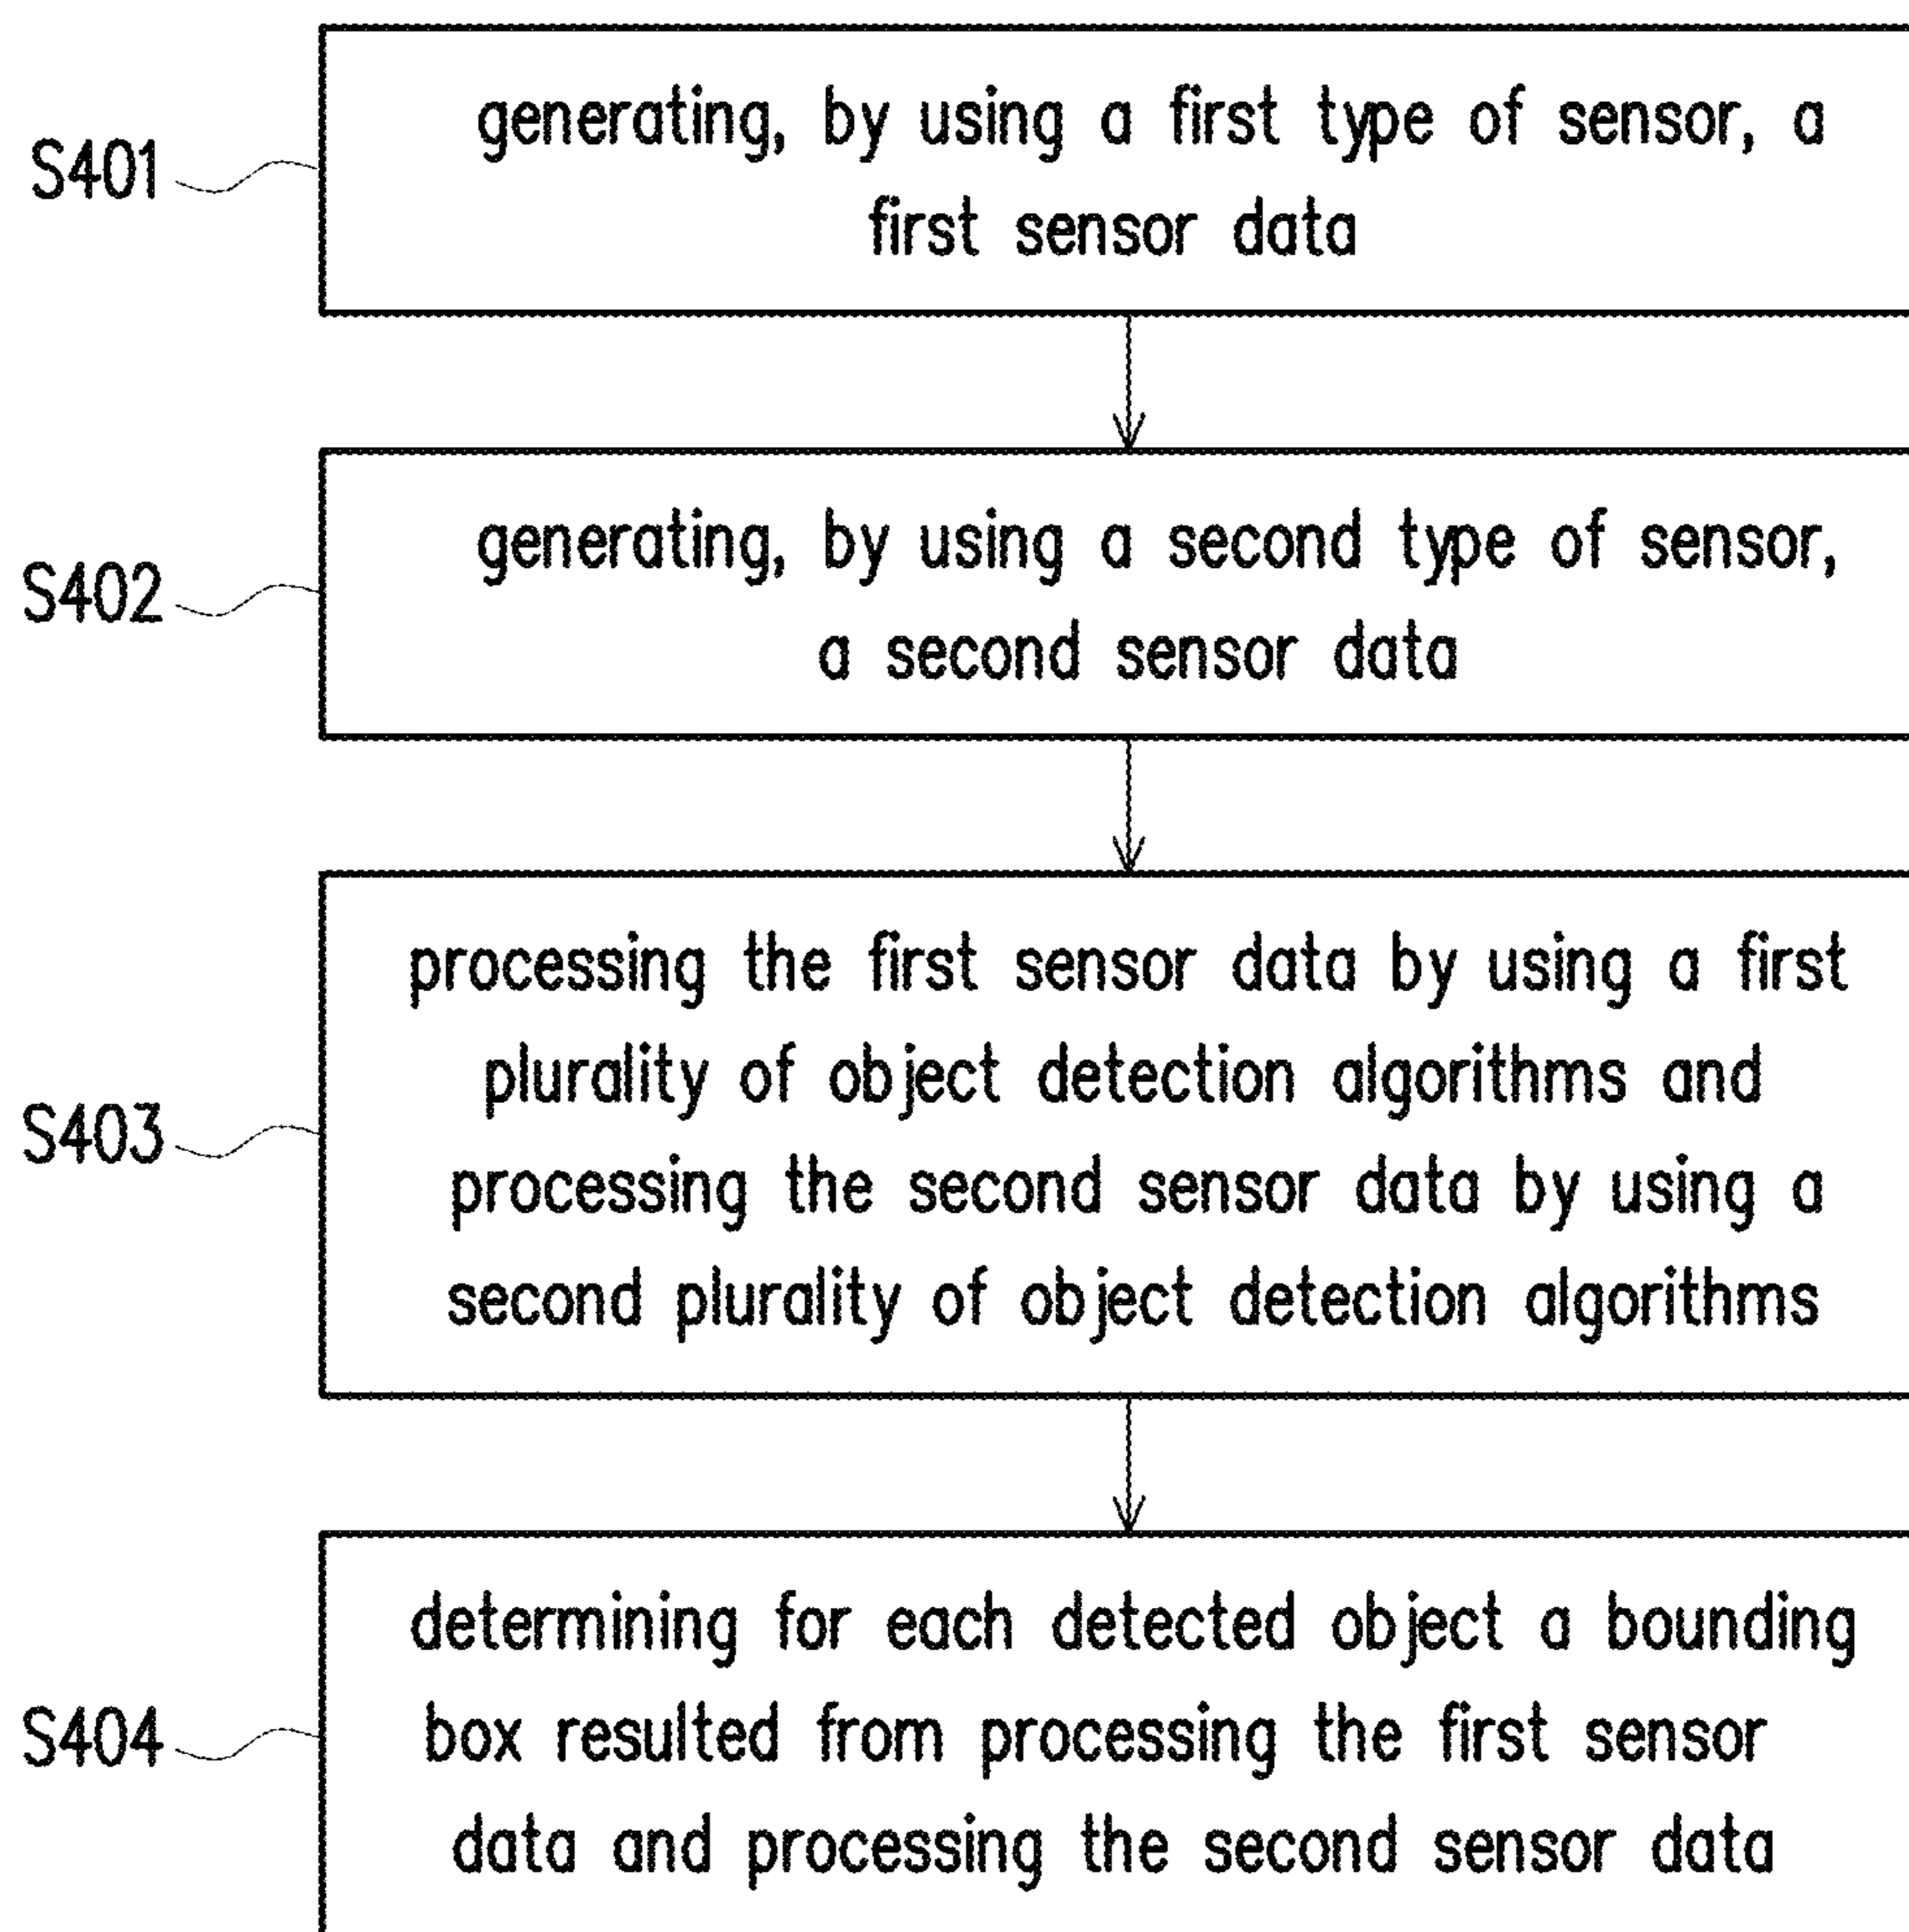 S401
generating, by using a first type of sensor, a
first sensor data
S402
generating, by using a second type of sensor,
a second sensor data
S403
processing the first sensor data by using a first
plurality of object detection algorithms and
processing the second sensor data by using a
second plurality of object detection algorithms
S404
determining for each detected object a bounding
box resulted from processing the first sensor
data and processing the second sensor data